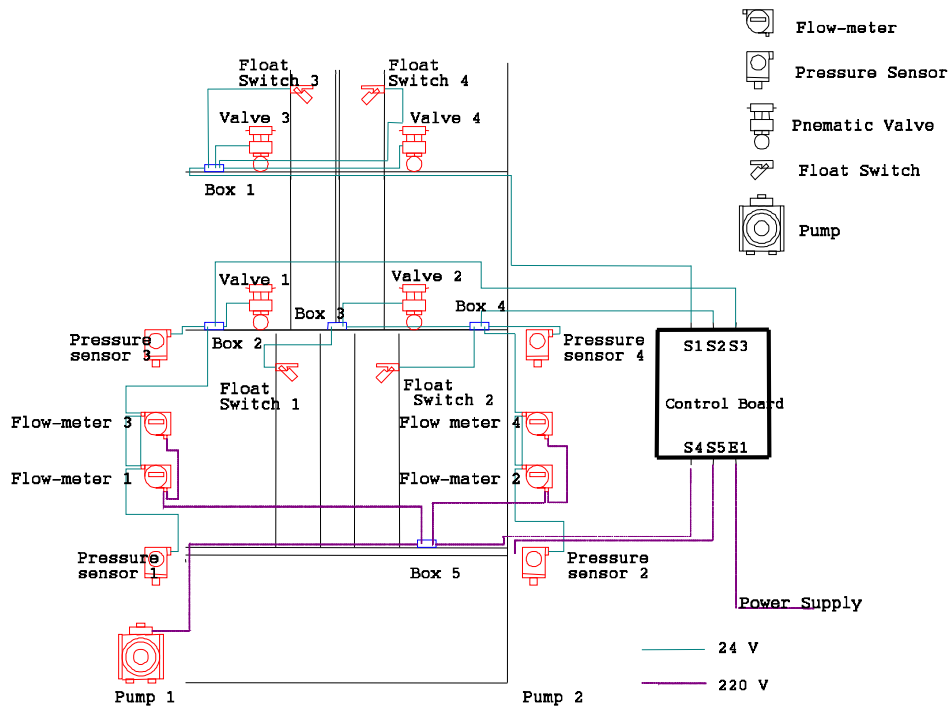 Flow-meter
Float
Switch 3
Float
Switch 4
Pressure Sensor
Valve 3
Valve 4
Pnematic Valve
Float Switch
Box 1
Pump
Valve 1
Valve 2
Box 3
Box 4
Pressure
sensor 3
Box 2
Pressure
sensor 4
S1 S2 S3
Float
Switch 1
Float
Switch 2
Control Board
Flow-meter 3
Flow meter 4
S4 S5 E1
Flow-meter 1
Flow-meter 2
Pressure
sensor 1
Box 5
Pressure
sensor 2
Power Supply
24 V
220 V
Pump 1
Pump 2